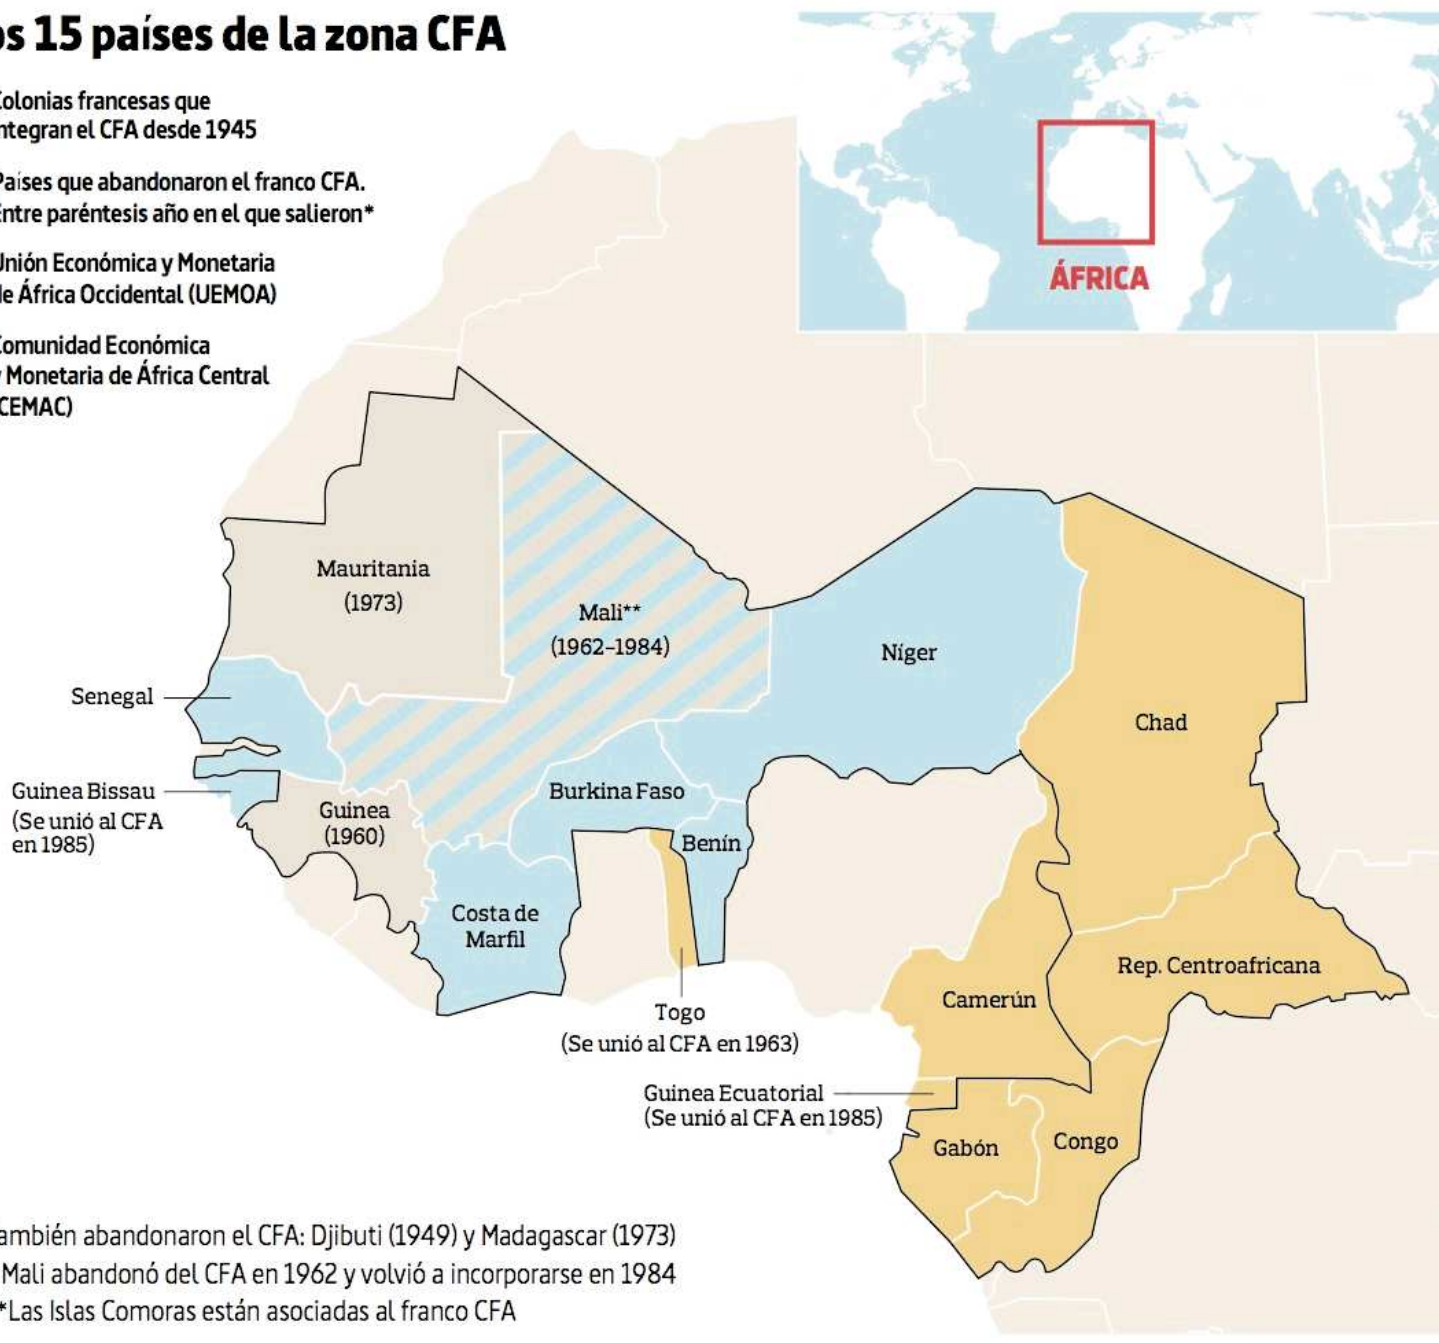 os 15 países de la zona CFA
Colonias francesas que
ntegran el CFA desde 1945
Países que abandonaron el franco CFA.
Entre paréntesis año en el que salieron*
Unión Económica y Monetaria
de África Occidental (UEMOA)
Comunidad Económica
y Monetaria de África Central
CEMAC)
ÁFRICA
Mauritania
(1973)
Mali**
(1962-1984)
Níger
Chad
Senegal
Guinea Bissau
(Se unió al CFA
en 1985)
Guinea
(1960)
Burkina Faso
Benín
Costa de
Marfil
Togo
(Se unió al CFA en 1963)
Rep. Centroafricana
Camerún
Guinea Ecuatorial
(Se unió al CFA en 1985)
Gabón
Congo
ambién abandonaron el CFA: Djibuti (1949) y Madagascar (1973)
Mali abandonó del CFA en 1962 y volvió a incorporarse en 1984
*Las Islas Comoras están asociadas al franco CFA